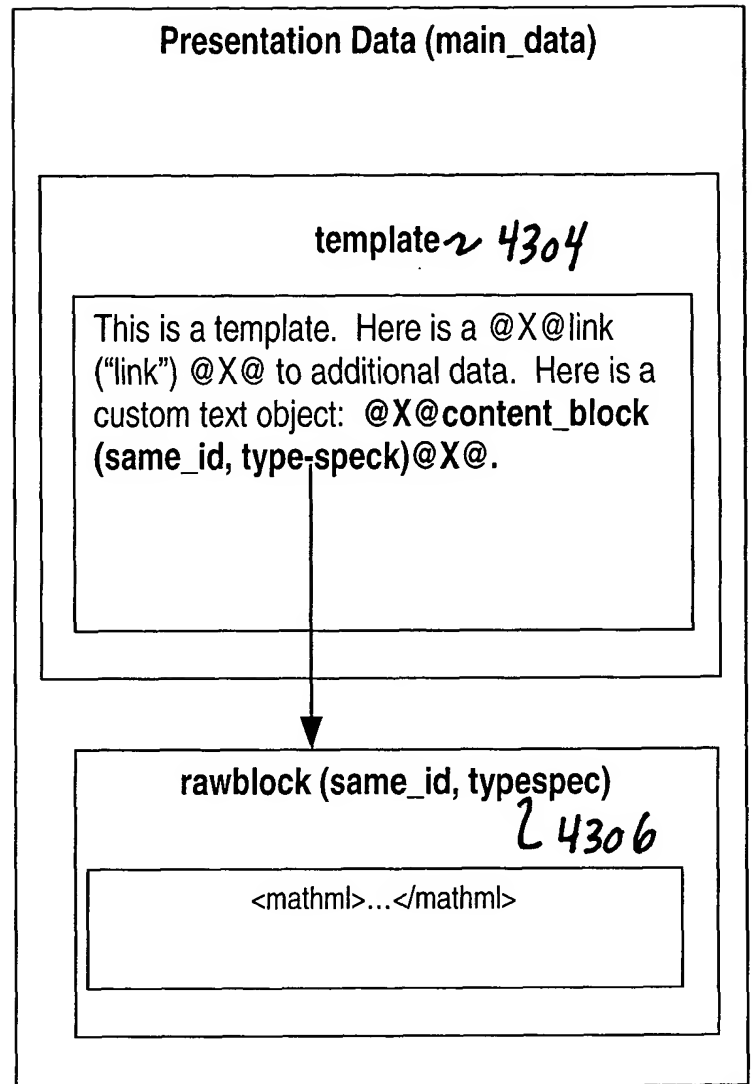 Presentation Data (main_data)
template 4304
This is a template. Here is a @X@link
(“link”) @X@ to additional data. Here is a
custom text object: @X@content_block
(same_id, type-speck)@X@.
rawblock (same_id, typespec)
4306
<mathml>...</mathml>